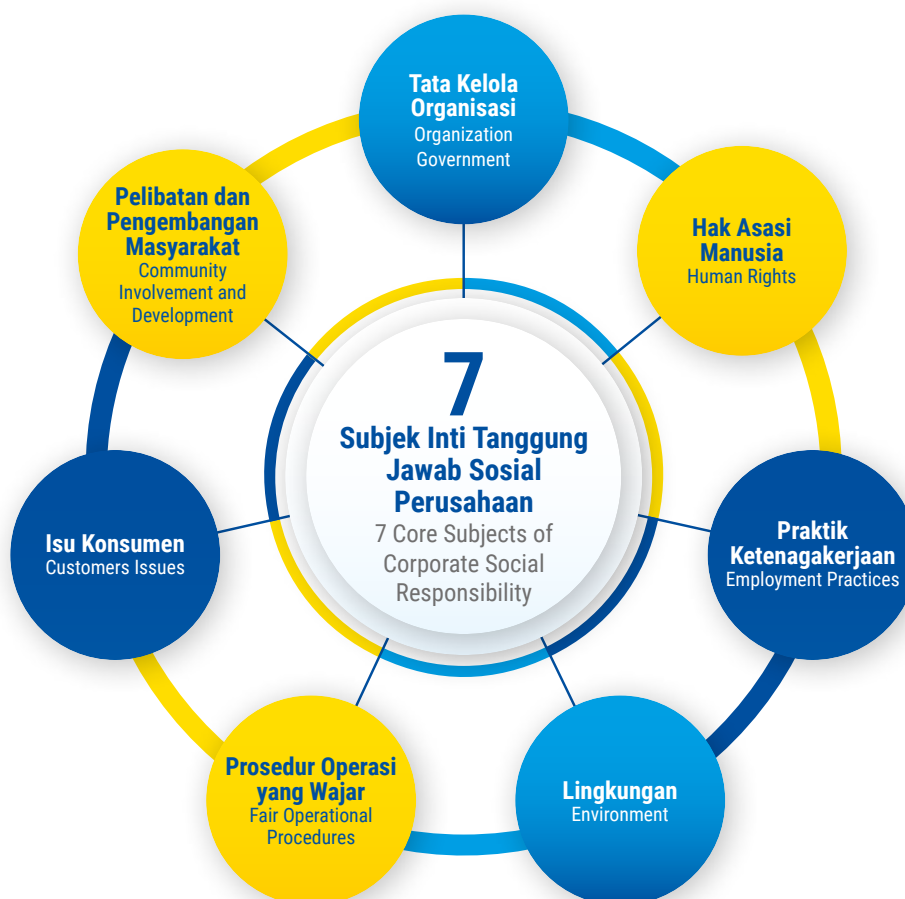 Tata Kelola
Organisasi
Organization
Government
Hak Asasi
Manusia
Human Rights
Praktik
Ketenagakerjaan
Employment Practices
Lingkungan
Environment
Prosedur Operasi
yang Wajar
Fair Operational
Procedures
Isu Konsumen
Customers Issues
Pelibatan dan
Pengembangan
Masyarakat
Community
Involvement and
Development
7
Subjek Inti Tanggung
Jawab Sosial
Perusahaan
7 Core Subjects of
Corporate Social
Responsibility